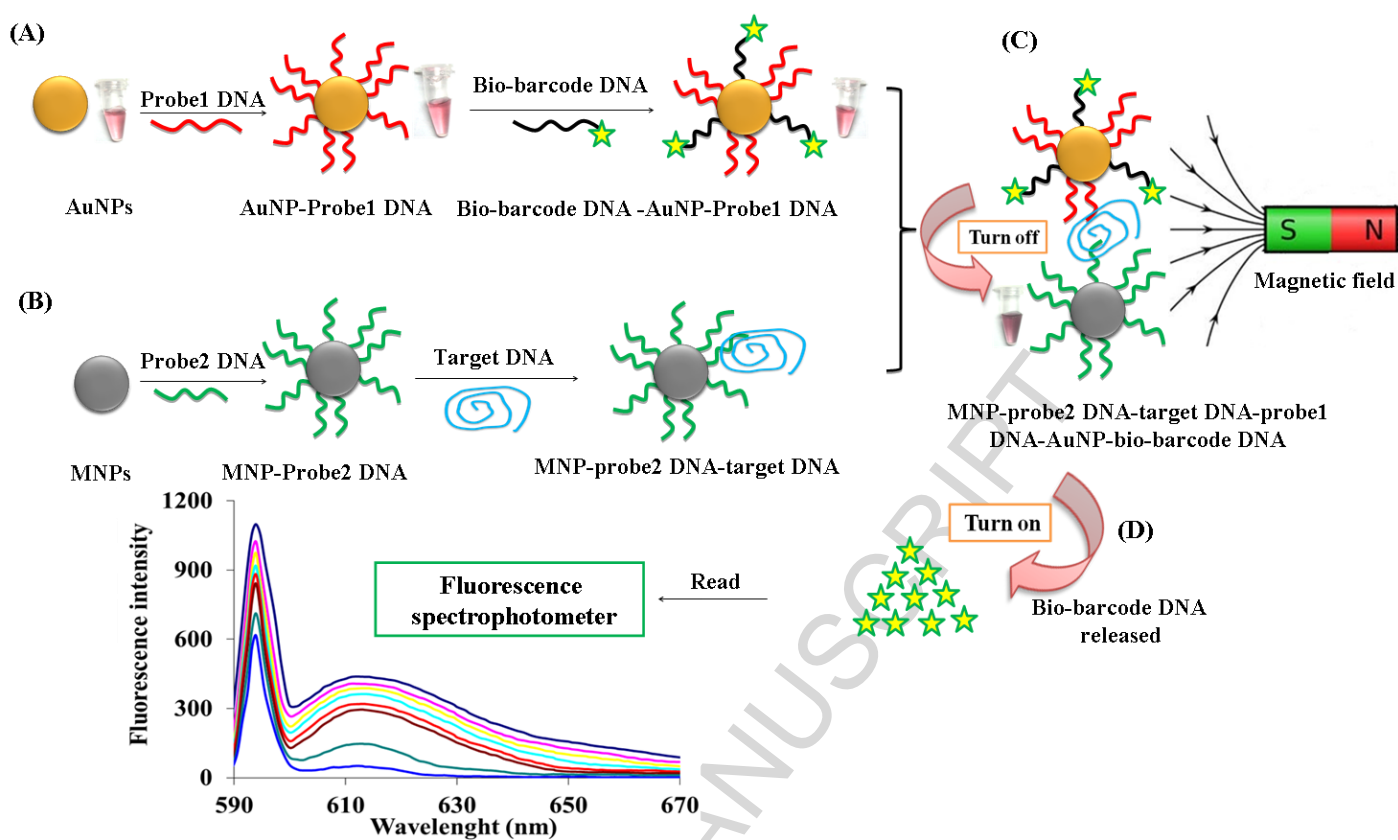 (A)
Probe1 DNA
Bio-barcode DNA
AuNPs
AuNP-Probe1 DNA
Bio-barcode DNA -AuNP-Probe1 DNA
(B)
Probe2 DNA
Target DNA
MNPs
MNP-Probe2 DNA
MNP-probe2 DNA-target DNA
(C)
Turn off
S N
Magnetic field
MNP-probe2 DNA-target DNA-probe1
DNA-AuNP-bio-barcode DNA
Turn on
(D)
Bio-barcode DNA
released
Read
Fluorescence
spectrophotometer
Fluorescence intensity
1200
900
600
300
0
590 610 630 650 670
Wavelenght (nm)
ANUSCRIPT